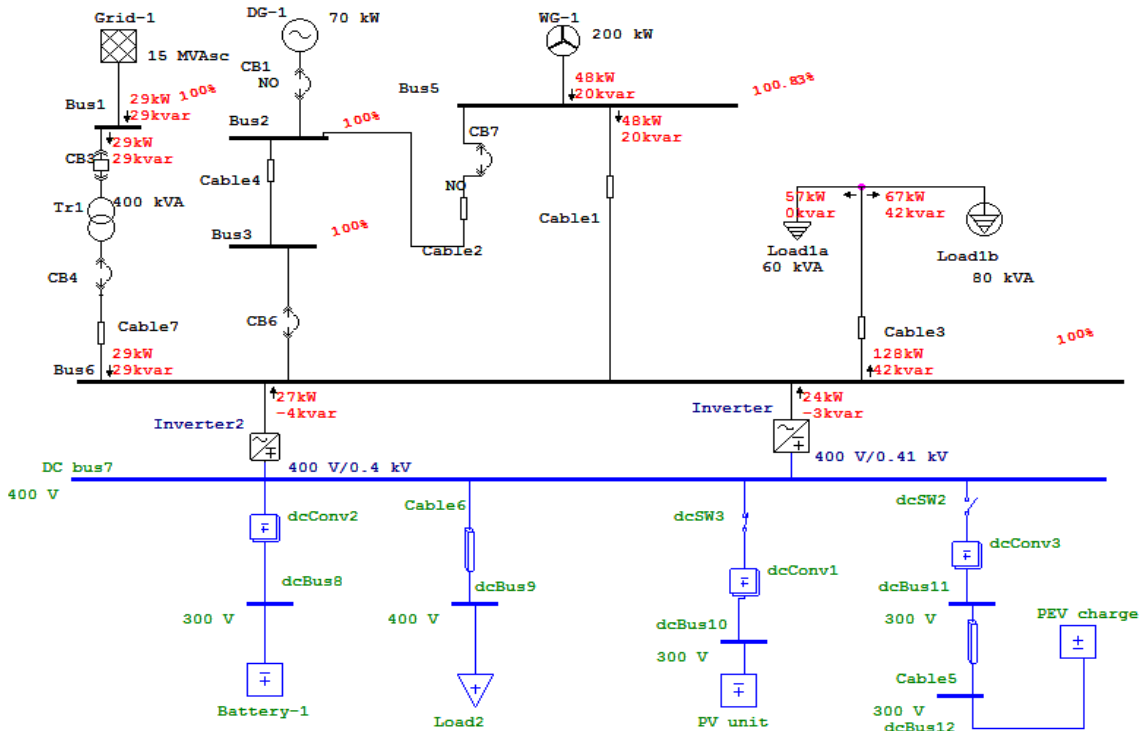 Grid-1
15 MVAsc
DG-1
70 kW
CB1
NO
WG-1
200 kW
Bus1
29kW
29kvar
100%
29kW
29kvar
CB3
Tr1
400 kVA
CB4
Cable7
29kW
29kvar
Bus6
Bus2
100%
Cable4
Bus3
100%
CB6
Bus5
48kW
20kvar
100.83%
48kW
20kvar
CB7
NO
Cable2
Cable1
57kW
0kvar
67kW
42kvar
Load1a
60 kVA
Load1b
80 kVA
Cable3
128kW
42kvar
100%
27kW
-4kvar
Inverter2
400 V/0.4 kV
24kW
-3kvar
Inverter
400 V/0.41 kV
DC bus7
400 V
dcConv2
dcBus8
300 V
Battery-1
Cable6
dcBus9
400 V
Load2
dcSW3
dcConv1
dcBus10
300 V
PV unit
dcSW2
dcConv3
dcBus11
300 V
Cable5
300 V
dcBus12
PEV charge